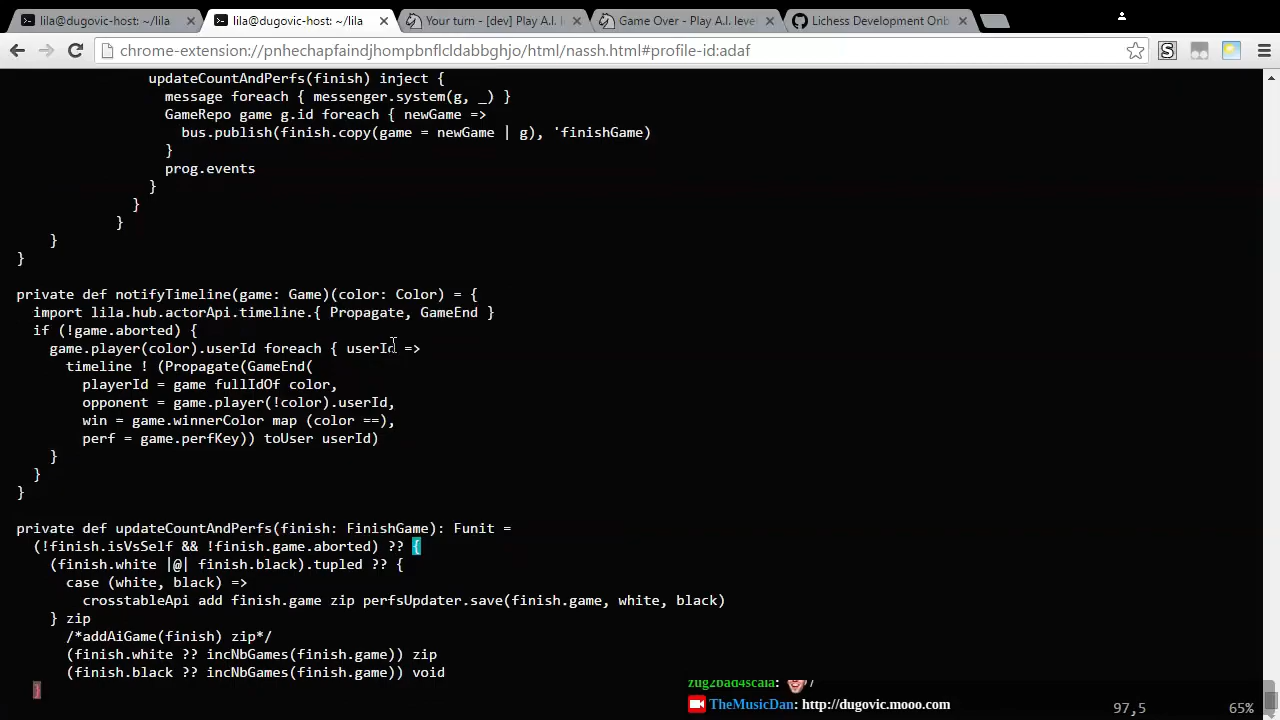 lila@dugovic-host: ~/lila
lila@dugovic-host: ~/lila
Your turn - [dev] Play A.I. le
Game Over - Play A.I. level
Lichess Development Onb
chrome-extension://pnhechapfaindjhompbnflcldabbghjo/html/nassh.html#profile-id:adaf
updateCountAndPerfs(finish) inject {
message foreach { messenger.system(g, _) }
GameRepo game g.id foreach { newGame =>
bus.publish(finish.copy(game = newGame | g), 'finishGame)
}
prog.events
}
}
}
}
}
private def notifyTimeline(game: Game)(color: Color) = {
import lila.hub.actorApi.timeline.{ Propagate, GameEnd }
if (!game.aborted) {
game.player(color).userId foreach { userId =>
timeline ! (Propagate(GameEnd(
playerId = game fullIdOf color,
opponent = game.player(!color).userId,
win = game.winnerColor map (color ==),
perf = game.perfKey)) toUser userId)
}
}
}
private def updateCountAndPerfs(finish: FinishGame): Funit =
(!finish.isVsSelf && !finish.game.aborted) ?? {
(finish.white |@| finish.black).tupled ?? {
case (white, black) =>
crosstableApi add finish.game zip perfsUpdater.save(finish.game, white, black)
} zip
/*addAiGame(finish) zip*/
(finish.white ?? incNbGames(finish.game)) zip
(finish.black ?? incNbGames(finish.game)) void
}
zug2bad4scala: /
TheMusicDan: http://dugovic.mooo.com
97,5 65%